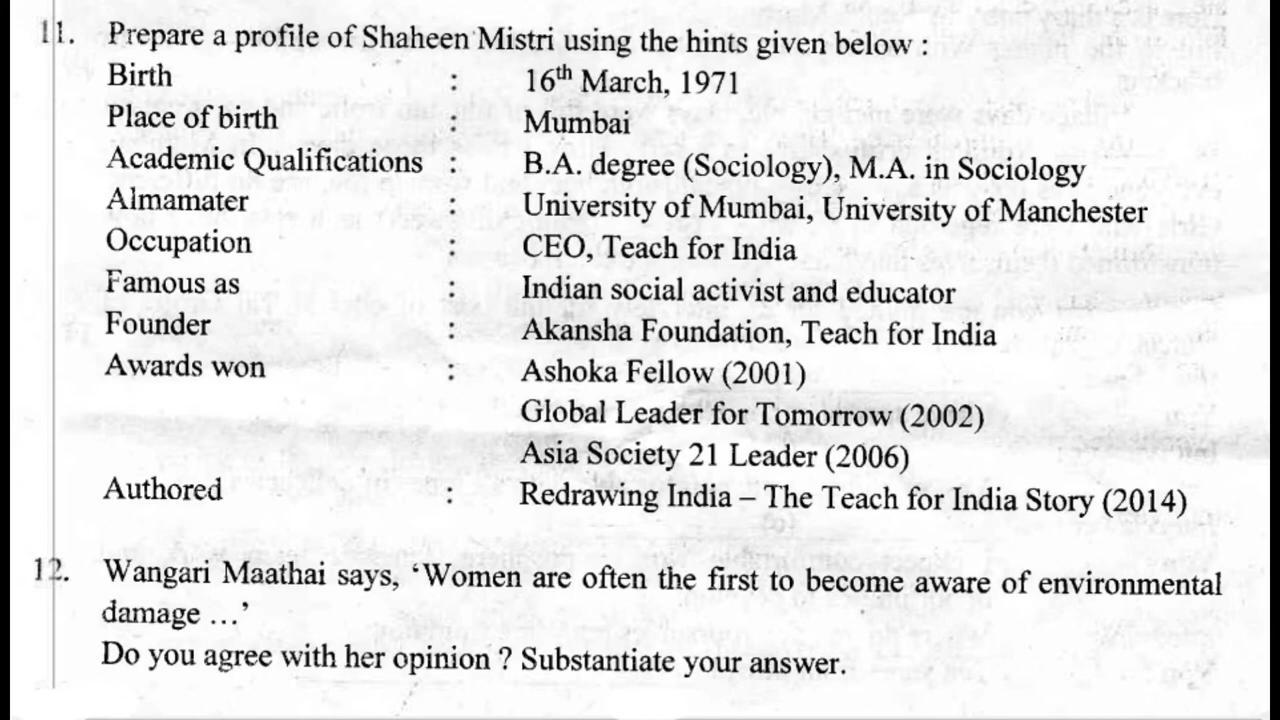 11. Prepare a profile of Shaheen Mistri using the hints given below :
Birth : 16th March, 1971
Place of birth : Mumbai
Academic Qualifications : B.A. degree (Sociology), M.A. in Sociology
Almamater : University of Mumbai, University of Manchester
Occupation : CEO, Teach for India
Famous as : Indian social activist and educator
Founder : Akansha Foundation, Teach for India
Awards won : Ashoka Fellow (2001)
Global Leader for Tomorrow (2002)
Asia Society 21 Leader (2006)
Authored : Redrawing India – The Teach for India Story (2014)
12. Wangari Maathai says, ‘Women are often the first to become aware of environmental
damage ...’
Do you agree with her opinion ? Substantiate your answer.